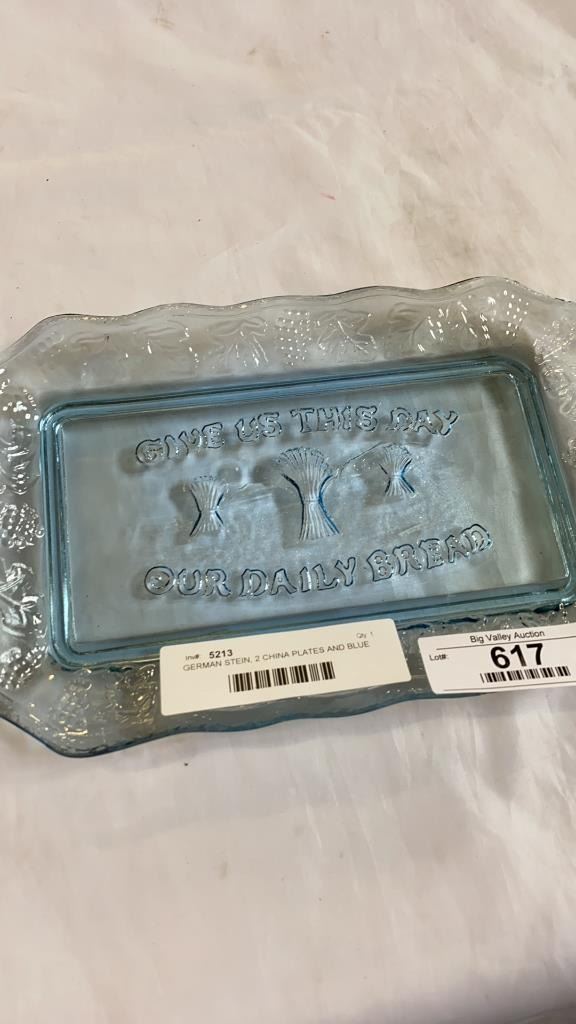 GIVE US THIS DAY
OUR DAILY BREAD
Inv#: 5213 Qty: 1
GERMAN STEIN, 2 CHINA PLATES AND BLUE
Big Valley Auction
Lot#: 617